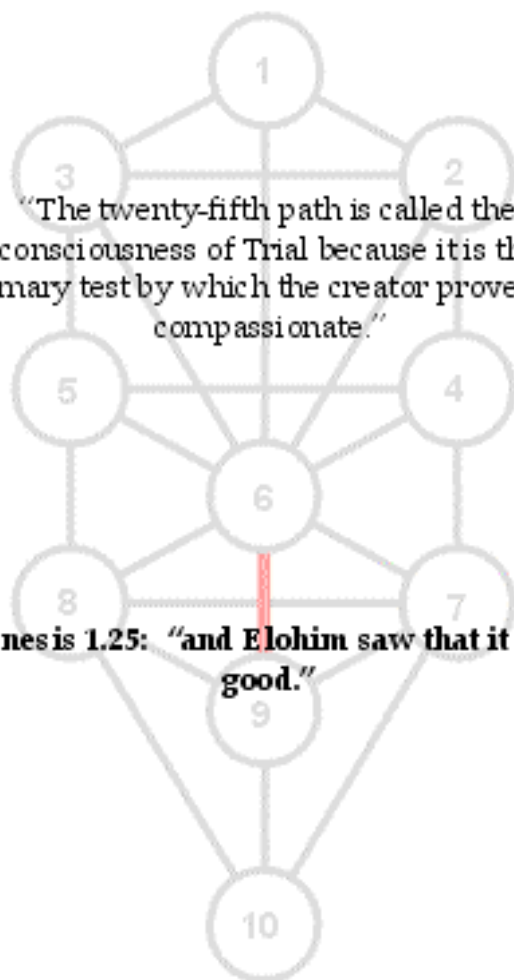 1
3
2
“The twenty-fifth path is called the
consciousness of Trial because it is th
mary test by which the creator prove
compassionate.”
5
4
6
8
7
nesis 1.25: “and Elohim saw that it
good.”
9
10